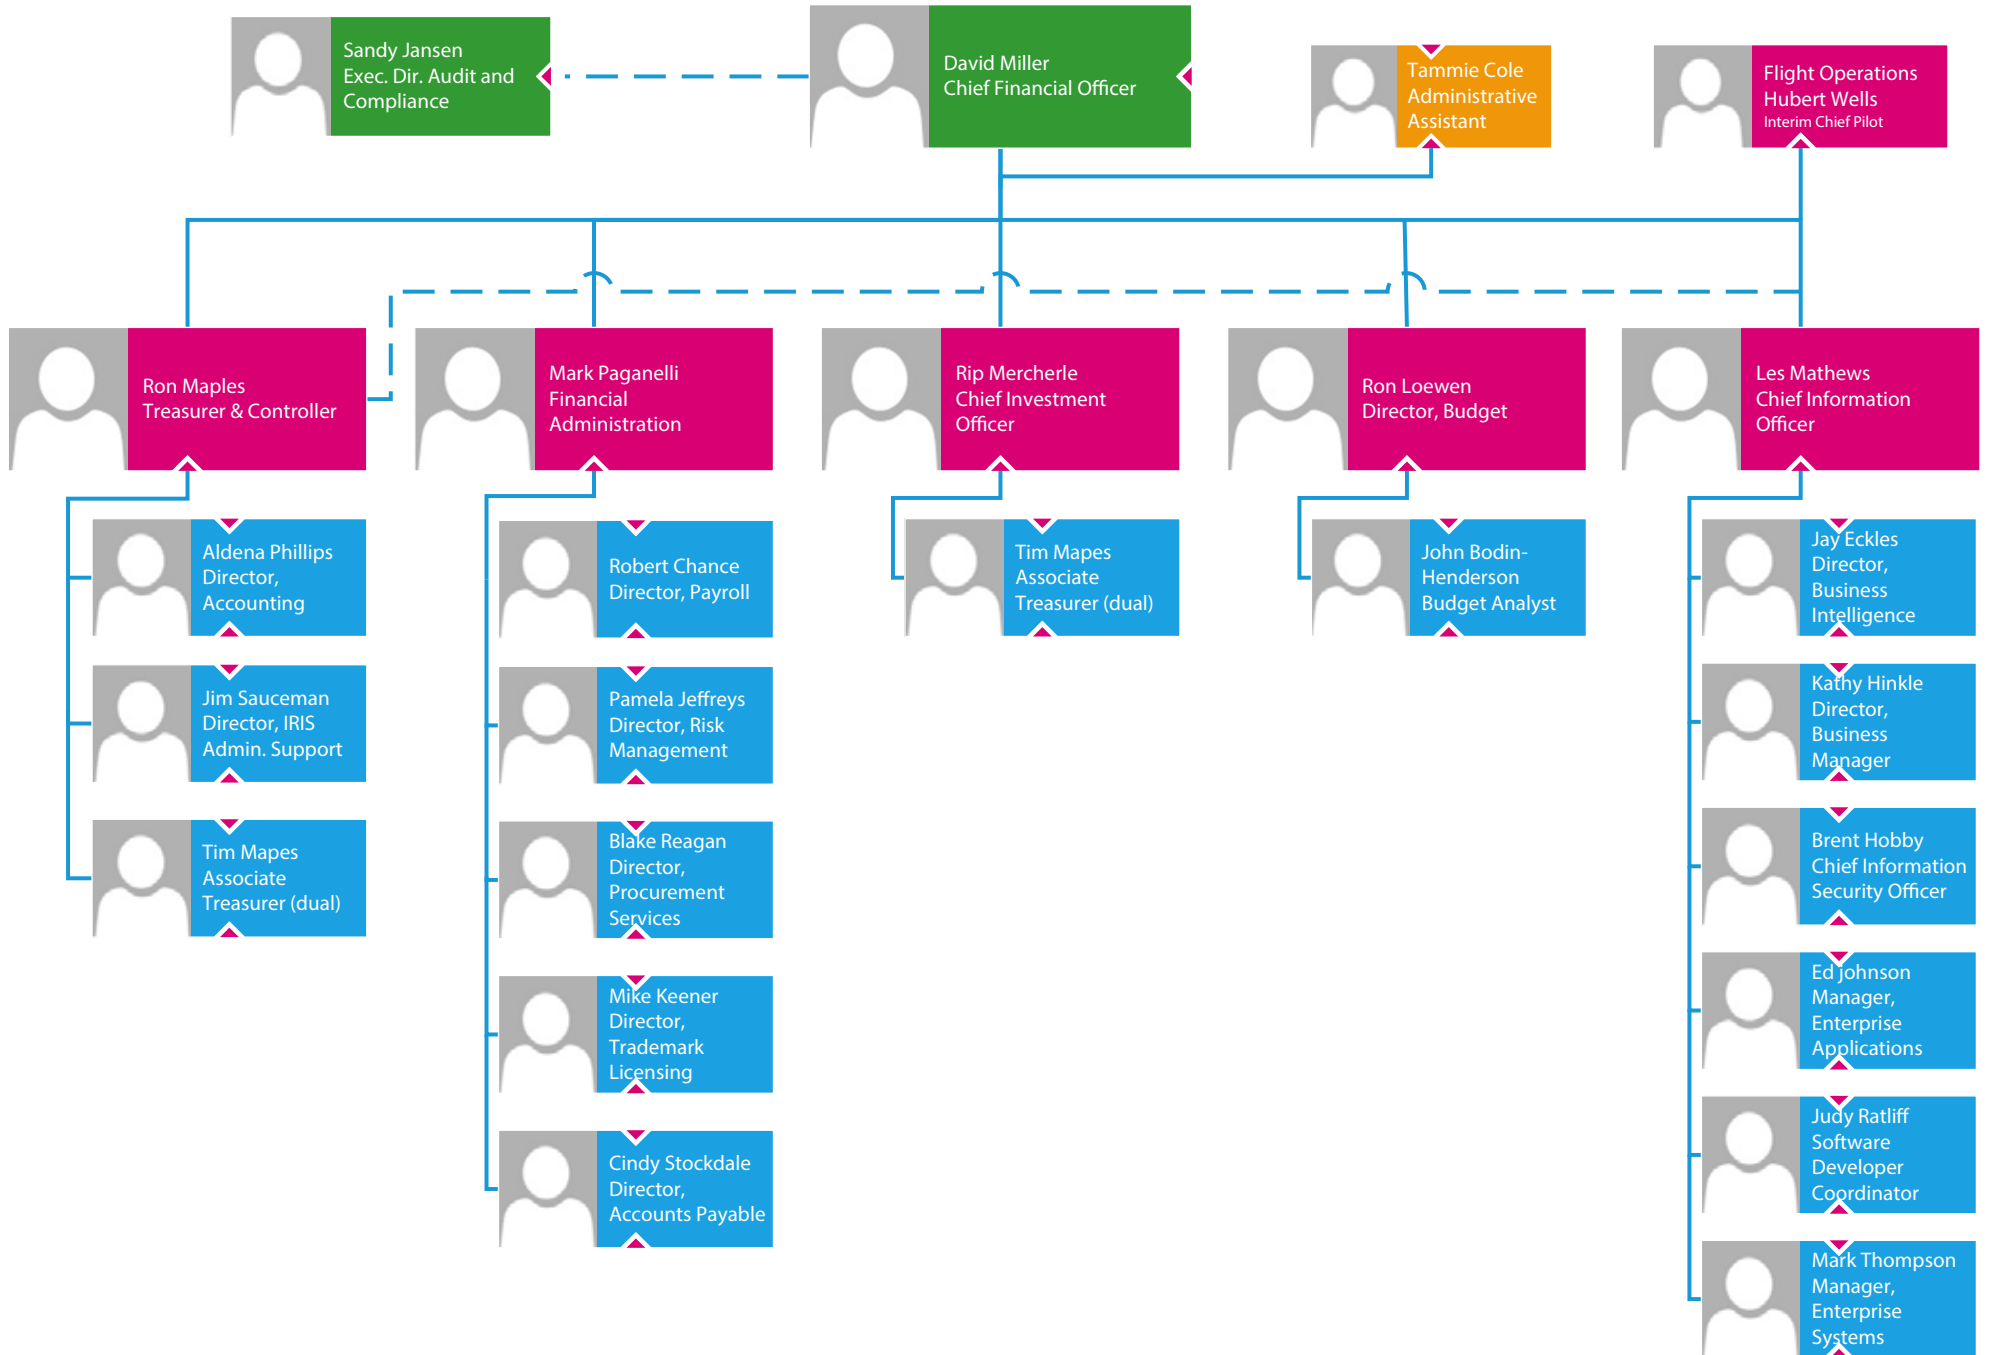 Sandy Jansen
Exec. Dir. Audit and
Compliance
David Miller
Chief Financial Officer
Tammie Cole
Administrative
Assistant
Flight Operations
Hubert Wells
Interim Chief Pilot
Ron Maples
Treasurer & Controller
Mark Paganelli
Financial
Administration
Rip Mercherle
Chief Investment
Officer
Ron Loewen
Director, Budget
Les Mathews
Chief Information
Officer
Aldena Phillips
Director,
Accounting
Jim Sauceman
Director, IRIS
Admin. Support
Tim Mapes
Associate
Treasurer (dual)
Robert Chance
Director, Payroll
Pamela Jeffreys
Director, Risk
Management
Blake Reagan
Director,
Procurement
Services
Mike Keener
Director,
Trademark
Licensing
Cindy Stockdale
Director,
Accounts Payable
Tim Mapes
Associate
Treasurer (dual)
John Bodin-
Henderson
Budget Analyst
Jay Eckles
Director,
Business
Intelligence
Kathy Hinkle
Director,
Business
Manager
Brent Hobby
Chief Information
Security Officer
Ed johnson
Manager,
Enterprise
Applications
Judy Ratliff
Software
Developer
Coordinator
Mark Thompson
Manager,
Enterprise
Systems